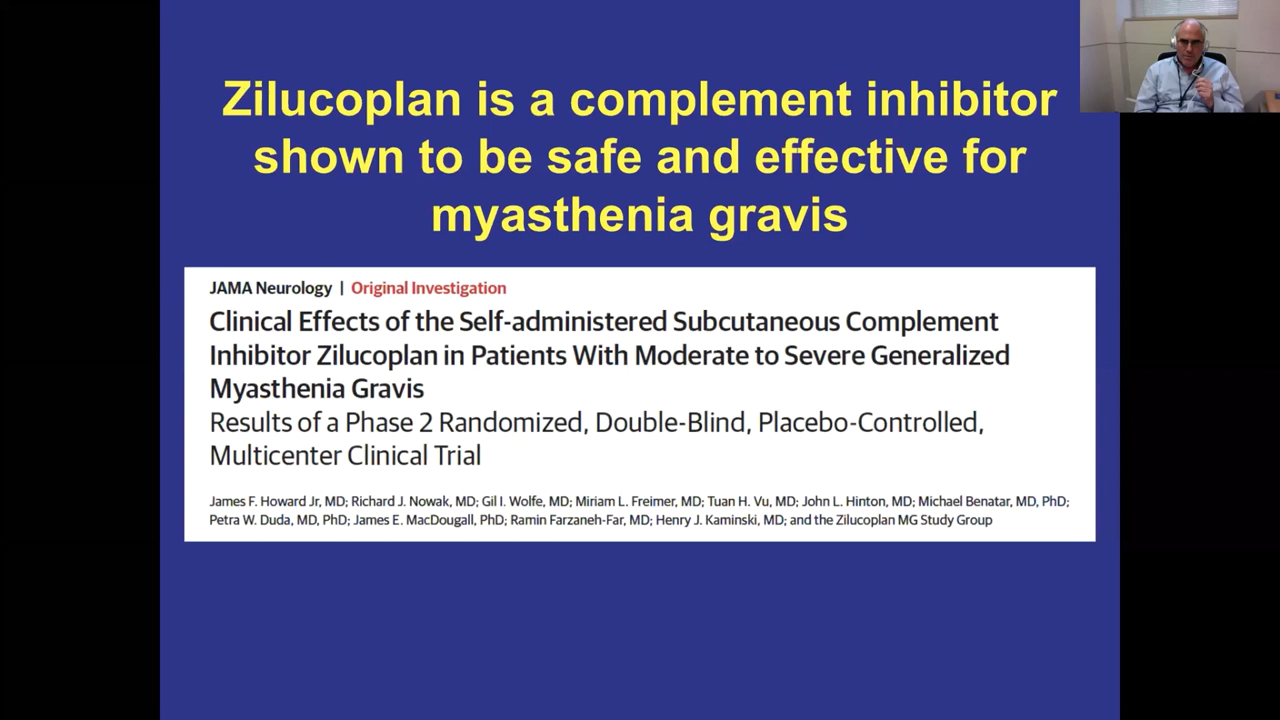 Zilucoplan is a complement inhibitor
shown to be safe and effective for
myasthenia gravis
JAMA Neurology | Original Investigation
Clinical Effects of the Self-administered Subcutaneous Complement
Inhibitor Zilucoplan in Patients With Moderate to Severe Generalized
Myasthenia Gravis
Results of a Phase 2 Randomized, Double-Blind, Placebo-Controlled,
Multicenter Clinical Trial
James F. Howard Jr, MD; Richard J. Nowak, MD; Gil I. Wolfe, MD; Miriam L. Freimer, MD; Tuan H. Vu, MD; John L. Hinton, MD; Michael Benatar, MD, PhD;
Petra W. Duda, MD, PhD; James E. MacDougall, PhD; Ramin Farzaneh-Far, MD; Henry J. Kaminski, MD; and the Zilucoplan MG Study Group